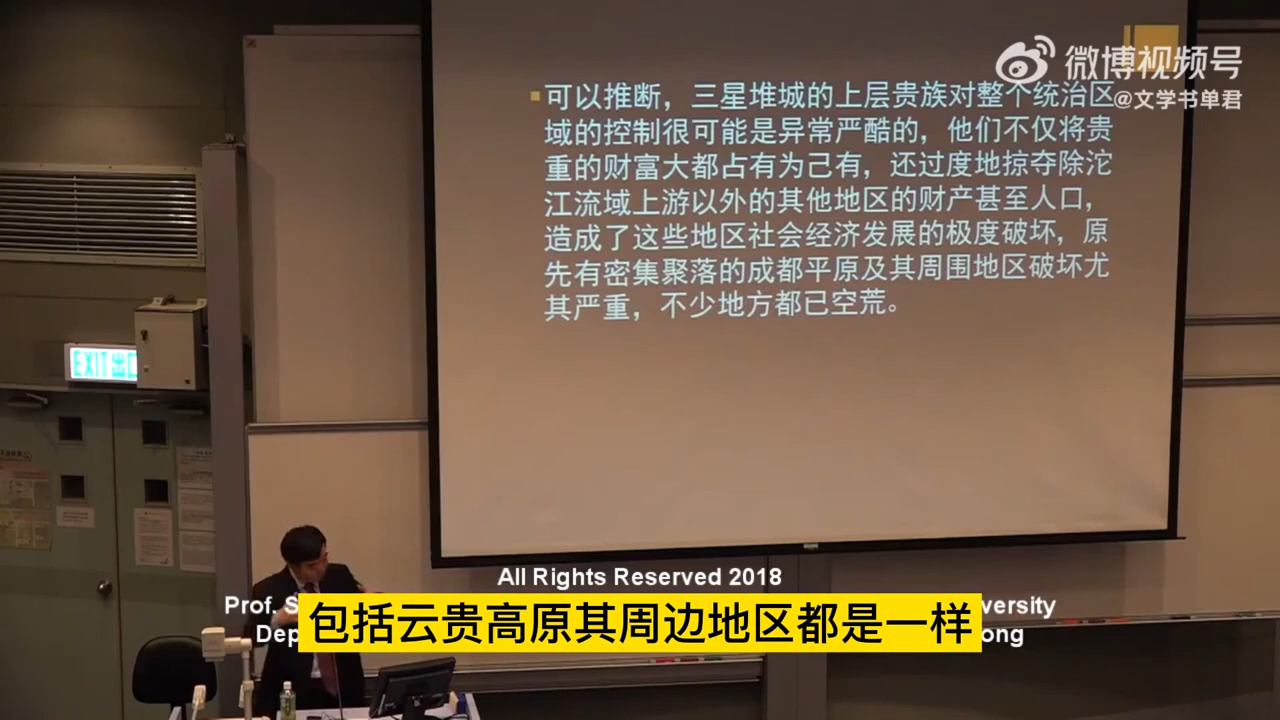 微博视频号
@文学书单君
可以推断，三星堆城的上层贵族对整个统治区
域的控制很可能是异常严酷的，他们不仅将贵
重的财富大都占有为己有，还过度地掠夺除沱
江流域上游以外的其他地区的财产甚至人口，
造成了这些地区社会经济发展的极度破坏，原
先有密集聚落的成都平原及其周围地区破坏尤
其严重，不少地方都已空荒。
EXIT 出口
All Rights Reserved 2018
Prof. S
包括云贵高原其周边地区都是一样